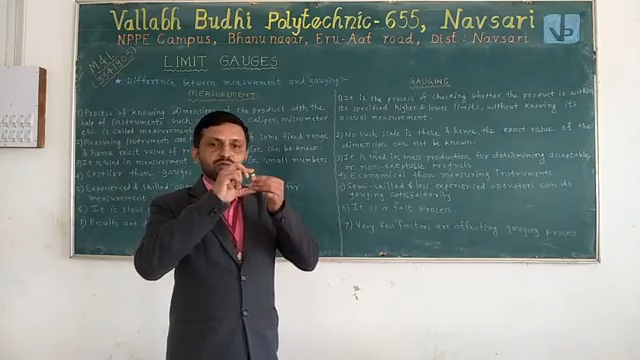 Vallabh Budhi Polytechnic-655, Navsari
NPPE Campus, Bhanunagar, Eru-Aat road, Dist: Navsari
LIMIT GAUGES
★ Difference between measurment and gauging:-
MEASUREMENT
1) Process of knowing dimension of the product with the
help of instruments such caliper, micrometer
etc. is called measurement
2) Measuring instrument are of some fixed range
& hence exact value of can be known
3) It is used in measurement in small numbers
4) Costlier than gauges
5) Experienced & skilled for
measurement
6) It is slow
7) Results are
GAUGING
1) It is the process of checking whether the product is within
its specified higher & lower limits, without knowing its
actual measurement.
2) No such scale is there & hence the exact value of the
dimension can not be known.
3) It is used in mass production for determining acceptable
or non-exeptable products
4) Economical than measuring instruments
5) Semi-skilled & less experienced operators can do
gauging satisfactorily
6) It is a fast process
7) Very few factors are affecting gauging process